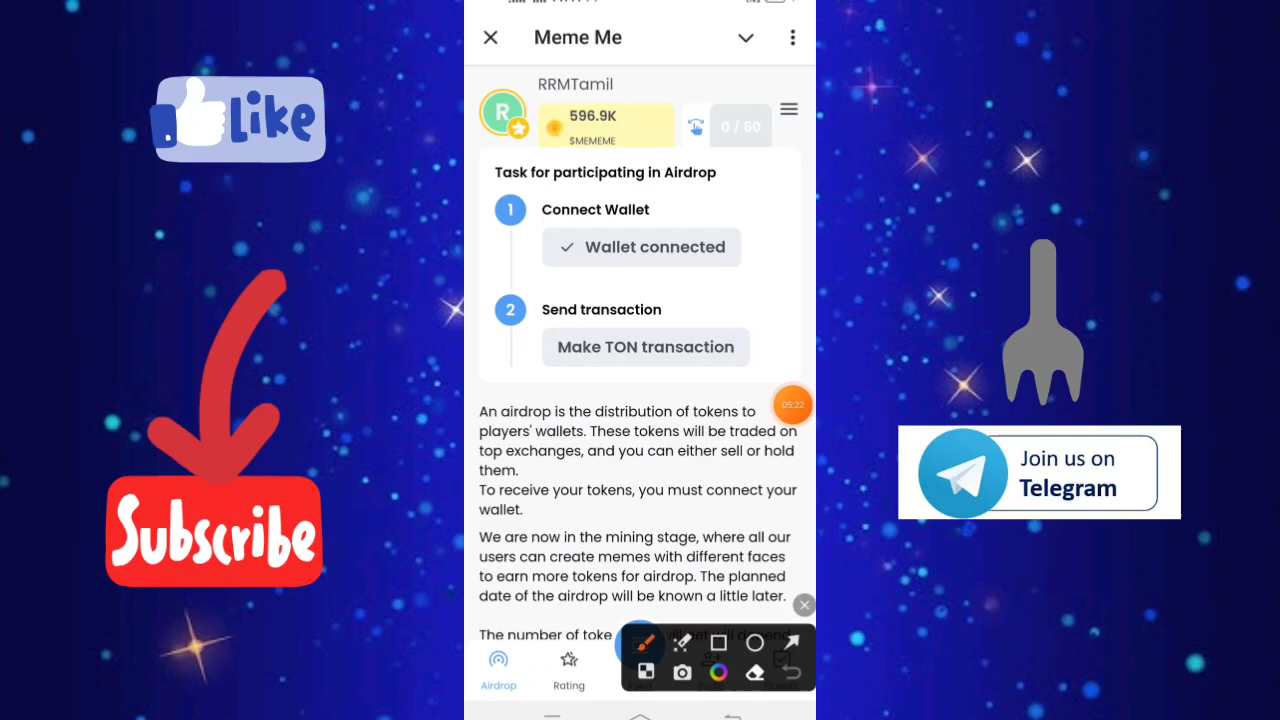 Like
Subscribe
Meme Me
RRMTamil
R
596.9K
$MEMEME
0 / 60
Task for participating in Airdrop
1
Connect Wallet
Wallet connected
2
Send transaction
Make TON transaction
05:22
An airdrop is the distribution of tokens to
players' wallets. These tokens will be traded on
top exchanges, and you can either sell or hold
them.
To receive your tokens, you must connect your
wallet.
We are now in the mining stage, where all our
users can create memes with different faces
to earn more tokens for airdrop. The planned
date of the airdrop will be known a little later.
The number of toke
Airdrop
Rating
Join us on
Telegram